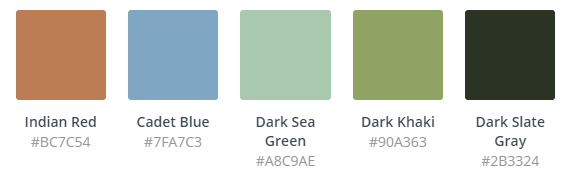 Indian Red
#BC7C54
Cadet Blue
#7FA7C3
Dark Sea
Green
#A8C9AE
Dark Khaki
#90A363
Dark Slate
Gray
#2B3324